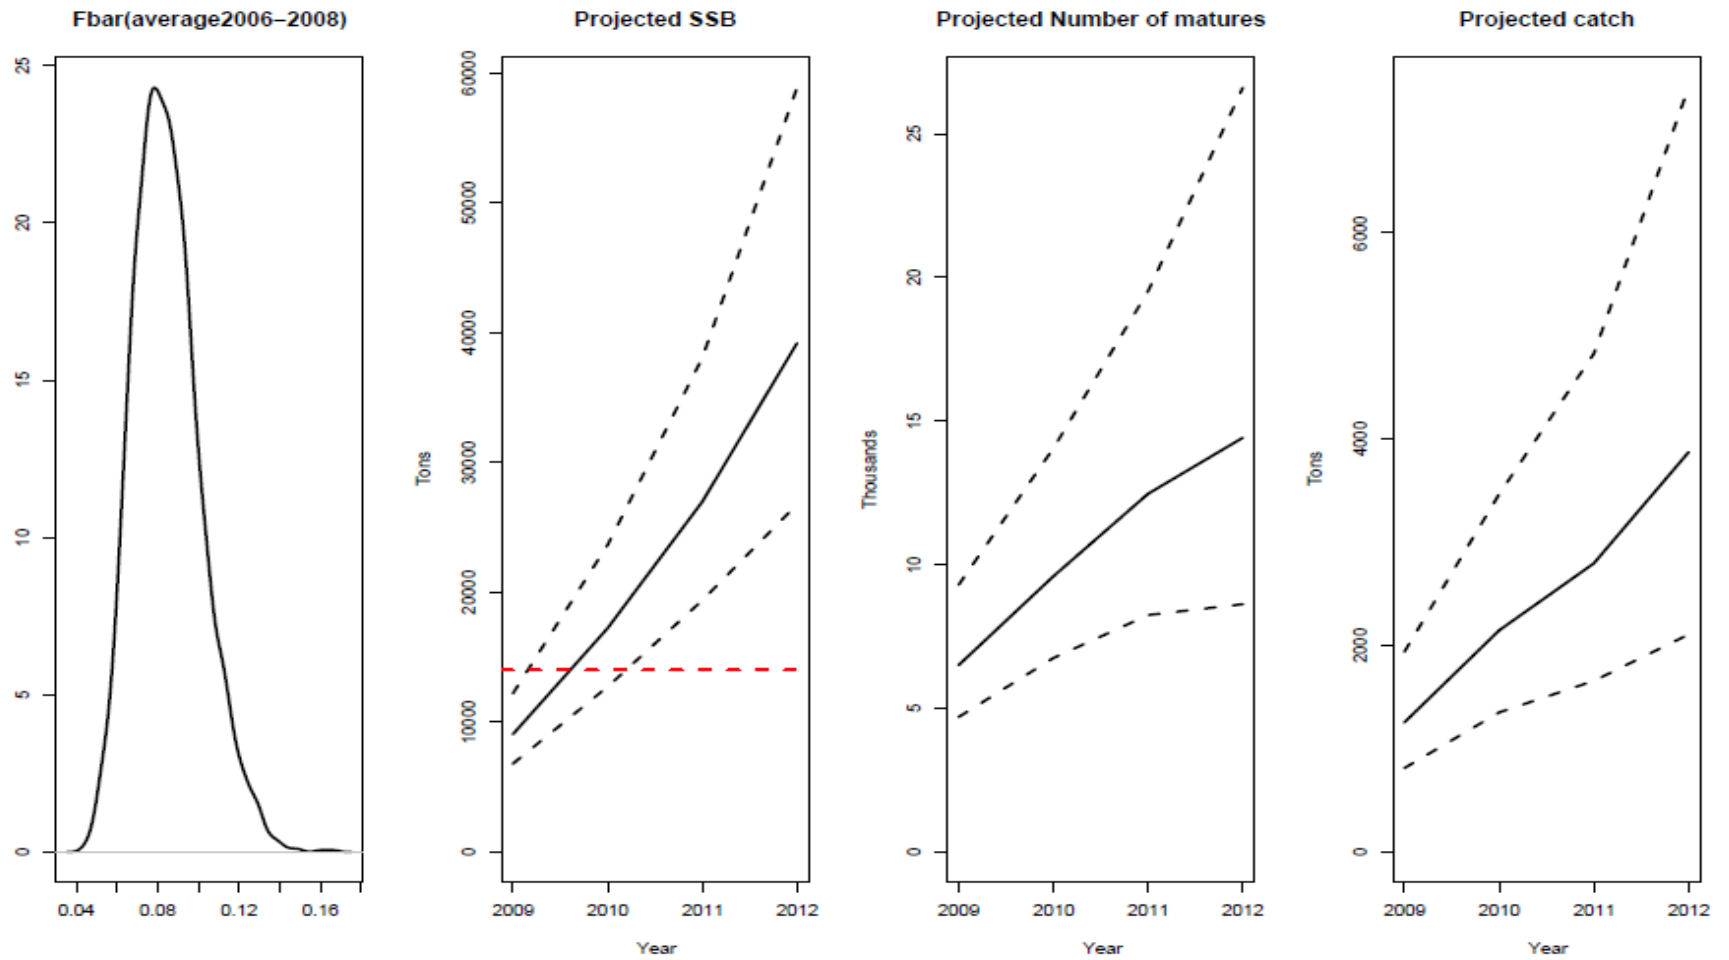 Fbar(average2006–2008)
25
20
15
10
5
0
0.04 0.08 0.12 0.16
Projected SSB
Tons
60000
50000
40000
30000
20000
10000
0
2009 2010 2011 2012
Year
Projected Number of matures
Thousands
25
20
15
10
5
0
2009 2010 2011 2012
Year
Projected catch
Tons
6000
4000
2000
0
2009 2010 2011 2012
Year